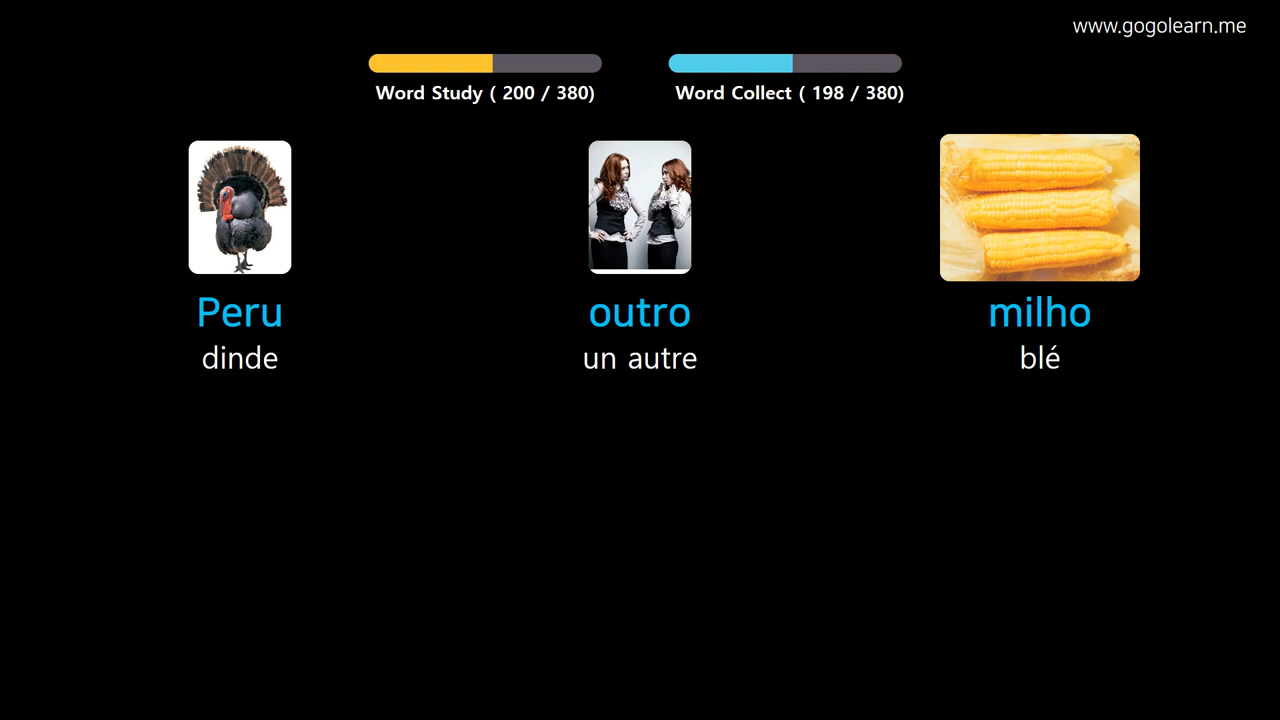 www.gogolearn.me
Word Study ( 200 / 380)
Word Collect ( 198 / 380)
Peru
dinde
outro
un autre
milho
blé